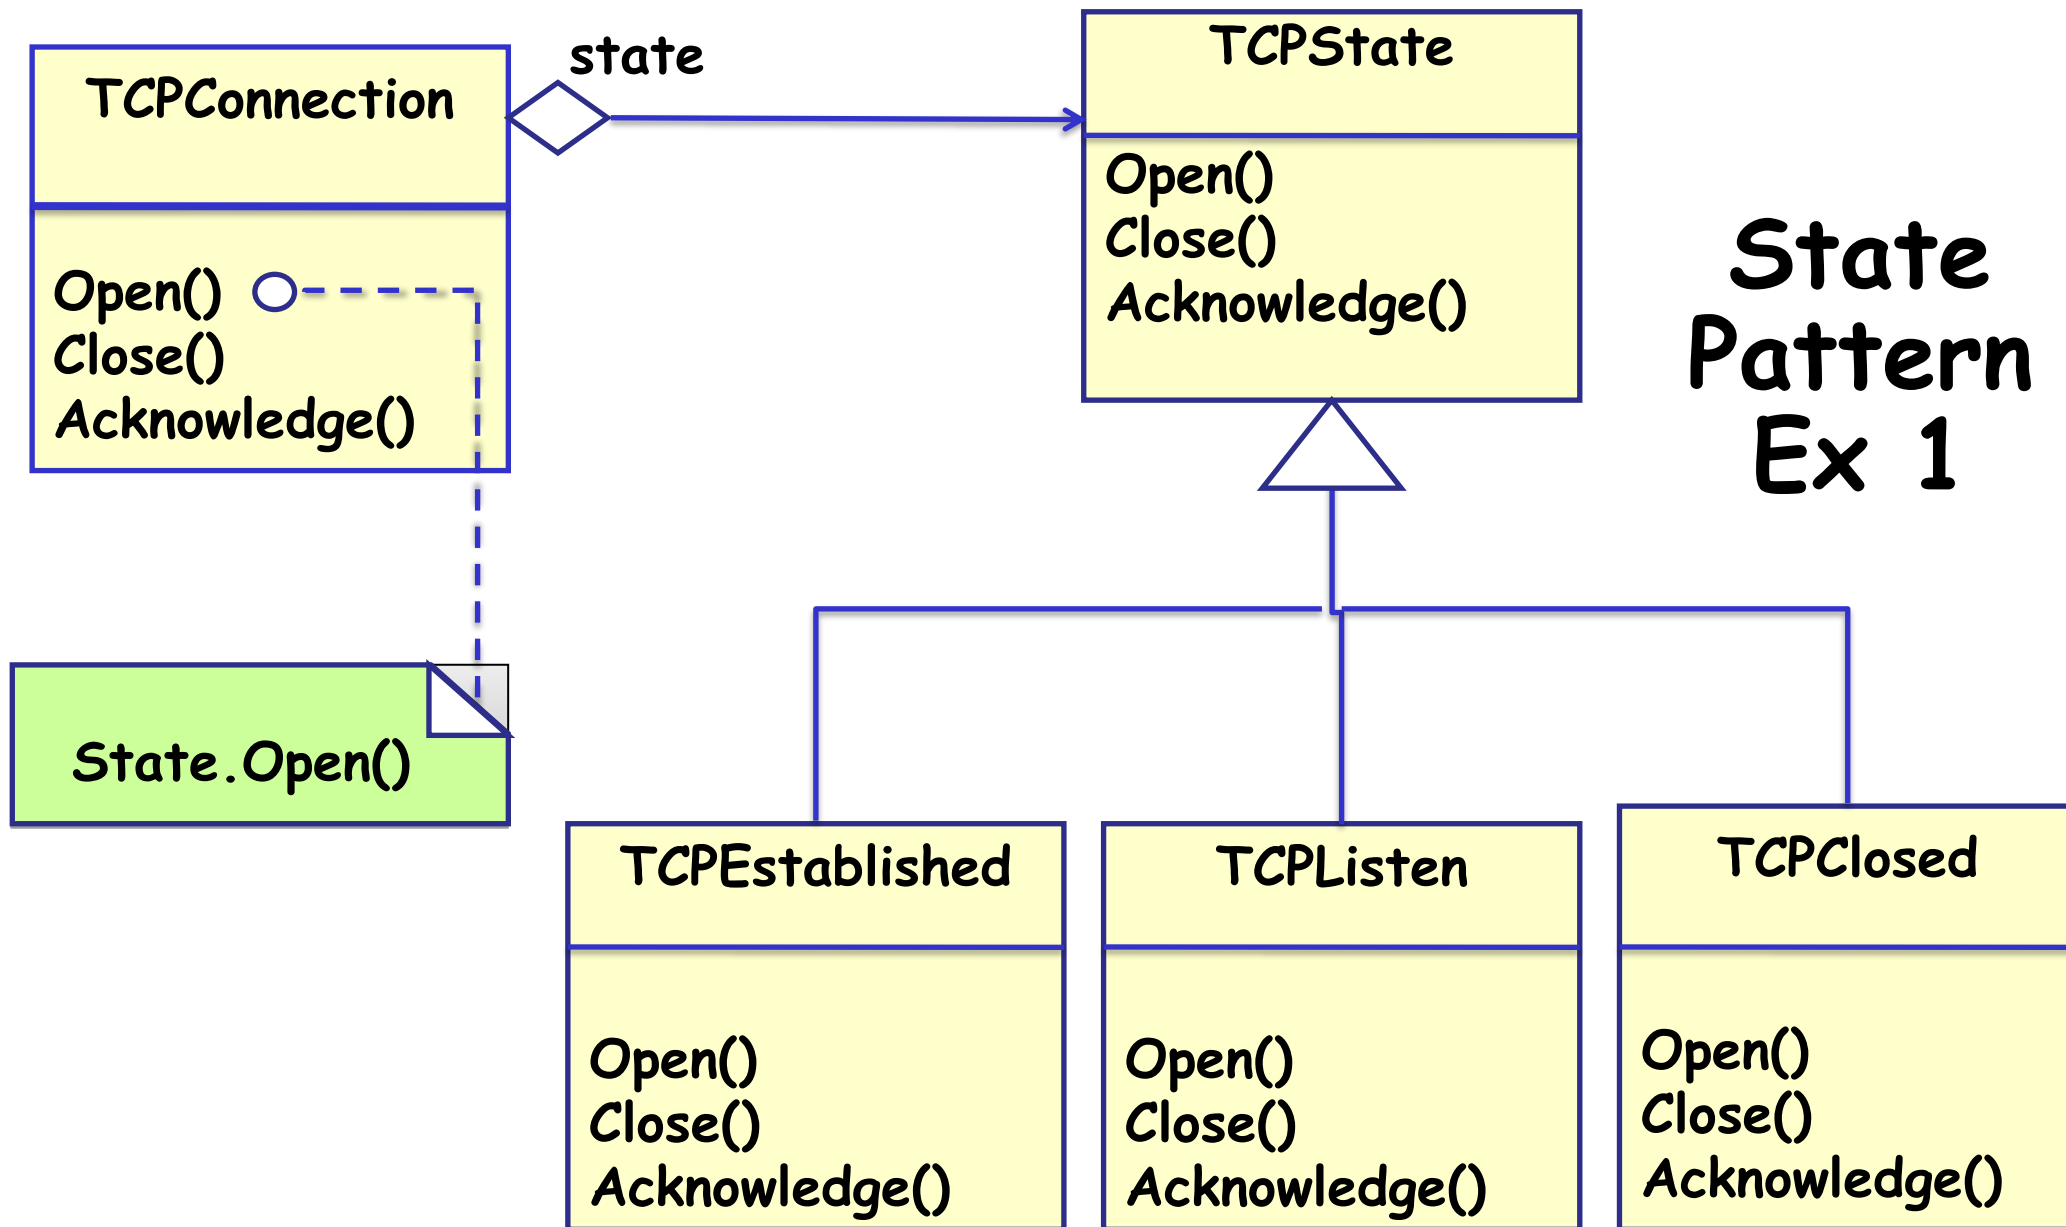 TCPConnection
Open()
Close()
Acknowledge()
state
TCPState
Open()
Close()
Acknowledge()
State
Pattern
Ex 1
State.Open()
TCPEstablished
Open()
Close()
Acknowledge()
TCPListen
Open()
Close()
Acknowledge()
TCPClosed
Open()
Close()
Acknowledge()